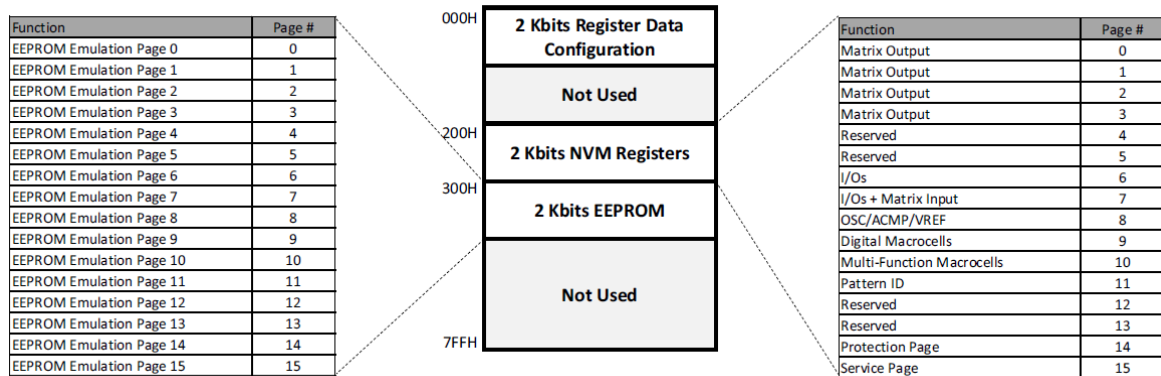 Function Page #
EEPROM Emulation Page 0 0
EEPROM Emulation Page 1 1
EEPROM Emulation Page 2 2
EEPROM Emulation Page 3 3
EEPROM Emulation Page 4 4
EEPROM Emulation Page 5 5
EEPROM Emulation Page 6 6
EEPROM Emulation Page 7 7
EEPROM Emulation Page 8 8
EEPROM Emulation Page 9 9
EEPROM Emulation Page 10 10
EEPROM Emulation Page 11 11
EEPROM Emulation Page 12 12
EEPROM Emulation Page 13 13
EEPROM Emulation Page 14 14
EEPROM Emulation Page 15 15
000H
2 Kbits Register Data
Configuration
Not Used
200H
2 Kbits NVM Registers
300H
2 Kbits EEPROM
Not Used
7FFH
Function Page #
Matrix Output 0
Matrix Output 1
Matrix Output 2
Matrix Output 3
Reserved 4
Reserved 5
I/Os 6
I/Os + Matrix Input 7
OSC/ACMP/VREF 8
Digital Macrocells 9
Multi-Function Macrocells 10
Pattern ID 11
Reserved 12
Reserved 13
Protection Page 14
Service Page 15